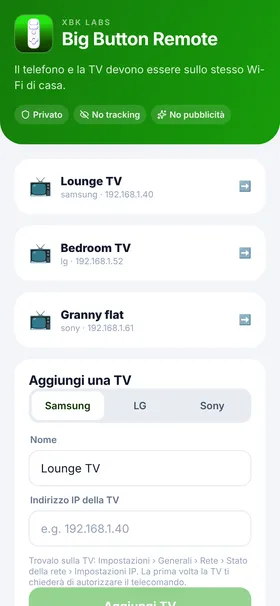 XBK LABS
Big Button Remote
Il telefono e la TV devono essere sullo stesso Wi-
Fi di casa.
Privato
No tracking
No pubblicità
Lounge TV
samsung · 192.168.1.40
Bedroom TV
lg · 192.168.1.52
Granny flat
sony · 192.168.1.61
Aggiungi una TV
Samsung
LG
Sony
Nome
Lounge TV
Indirizzo IP della TV
e.g. 192.168.1.40
Trovalo sulla TV: Impostazioni › Generali › Rete › Stato
della rete › Impostazioni IP. La prima volta la TV ti
chiederà di autorizzare il telecomando.
Aggiungi TV